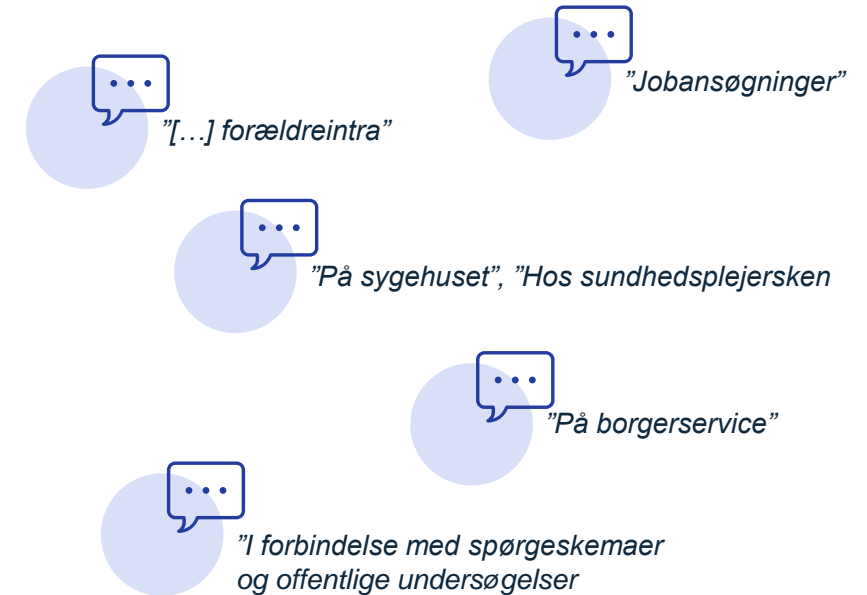 ”Jobansøgninger”
”[…] forældreintra”
”På sygehuset”, ”Hos sundhedsplejersken
”På borgerservice”
”I forbindelse med spørgeskemaer
og offentlige undersøgelser